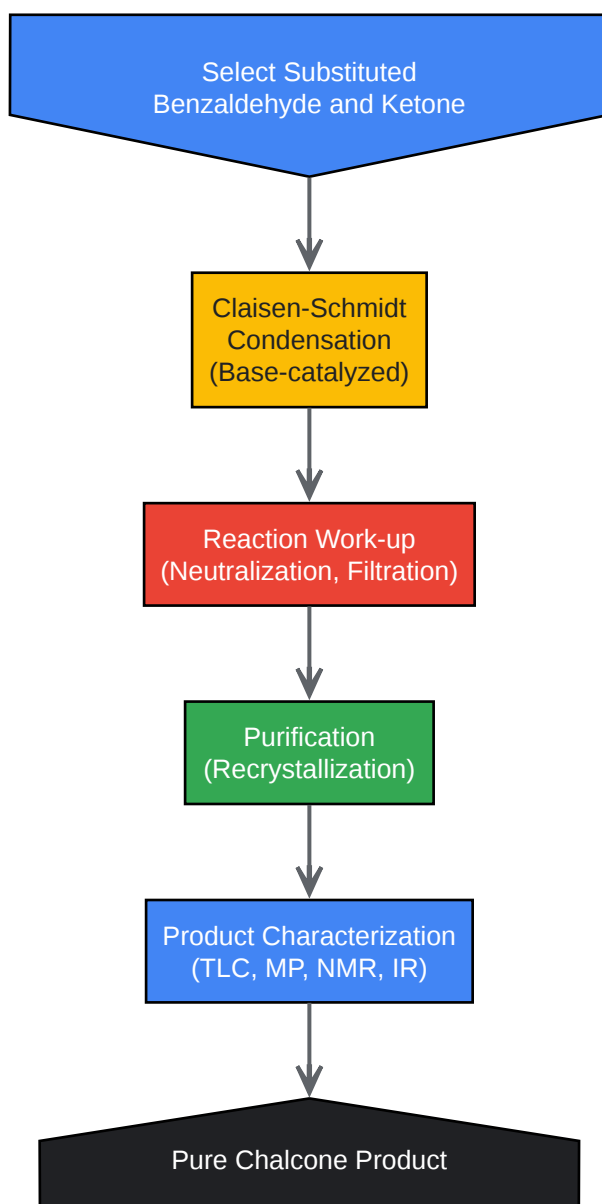 Select Substituted
Benzaldehyde and Ketone
Claisen-Schmidt
Condensation
(Base-catalyzed)
Reaction Work-up
(Neutralization, Filtration)
Purification
(Recrystallization)
Product Characterization
(TLC, MP, NMR, IR)
Pure Chalcone Product